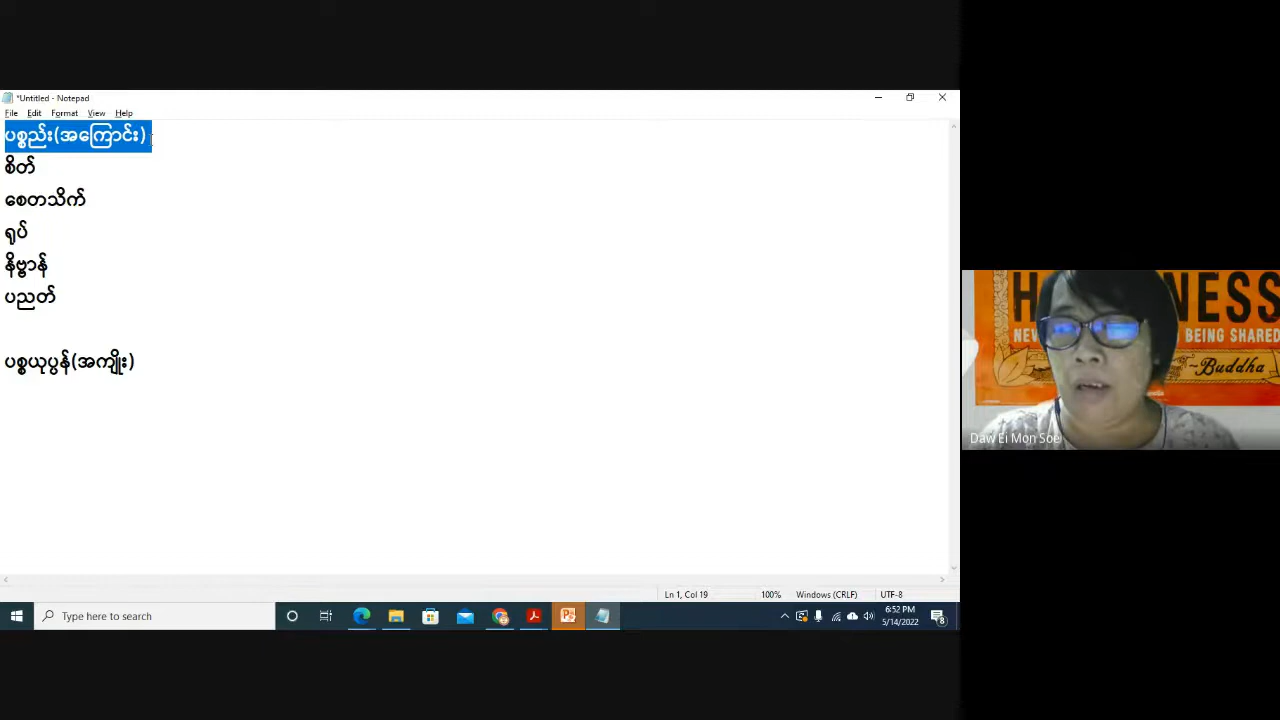 *Untitled - Notepad
File Edit Format View Help
ပစ္စည်း(အကြောင်း)
စိတ်
စေတသိက်
ရုပ်
နိဗ္ဗာန်
ပညတ်
ပစ္စယုပ္ပန်(အကျိုး)
Ln 1, Col 19 100% Windows (CRLF) UTF-8
Type here to search
6:52 PM
5/14/2022
8
NESS
BEING SHARED
~Buddha
Daw Ei Mon Soe